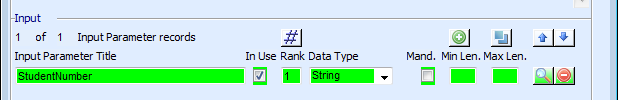 Input
1 of 1 Input Parameter records #
Input Parameter Title In Use Rank Data Type Mand. Min Len. Max Len.
StudentNumber 1 String